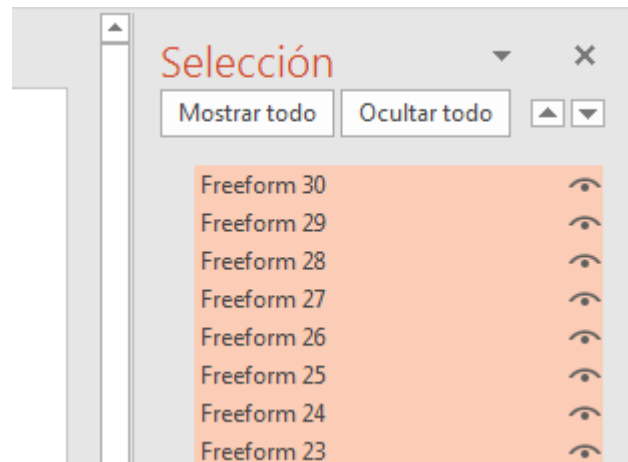 Selección
Mostrar todo Ocultar todo
Freeform 30
Freeform 29
Freeform 28
Freeform 27
Freeform 26
Freeform 25
Freeform 24
Freeform 23